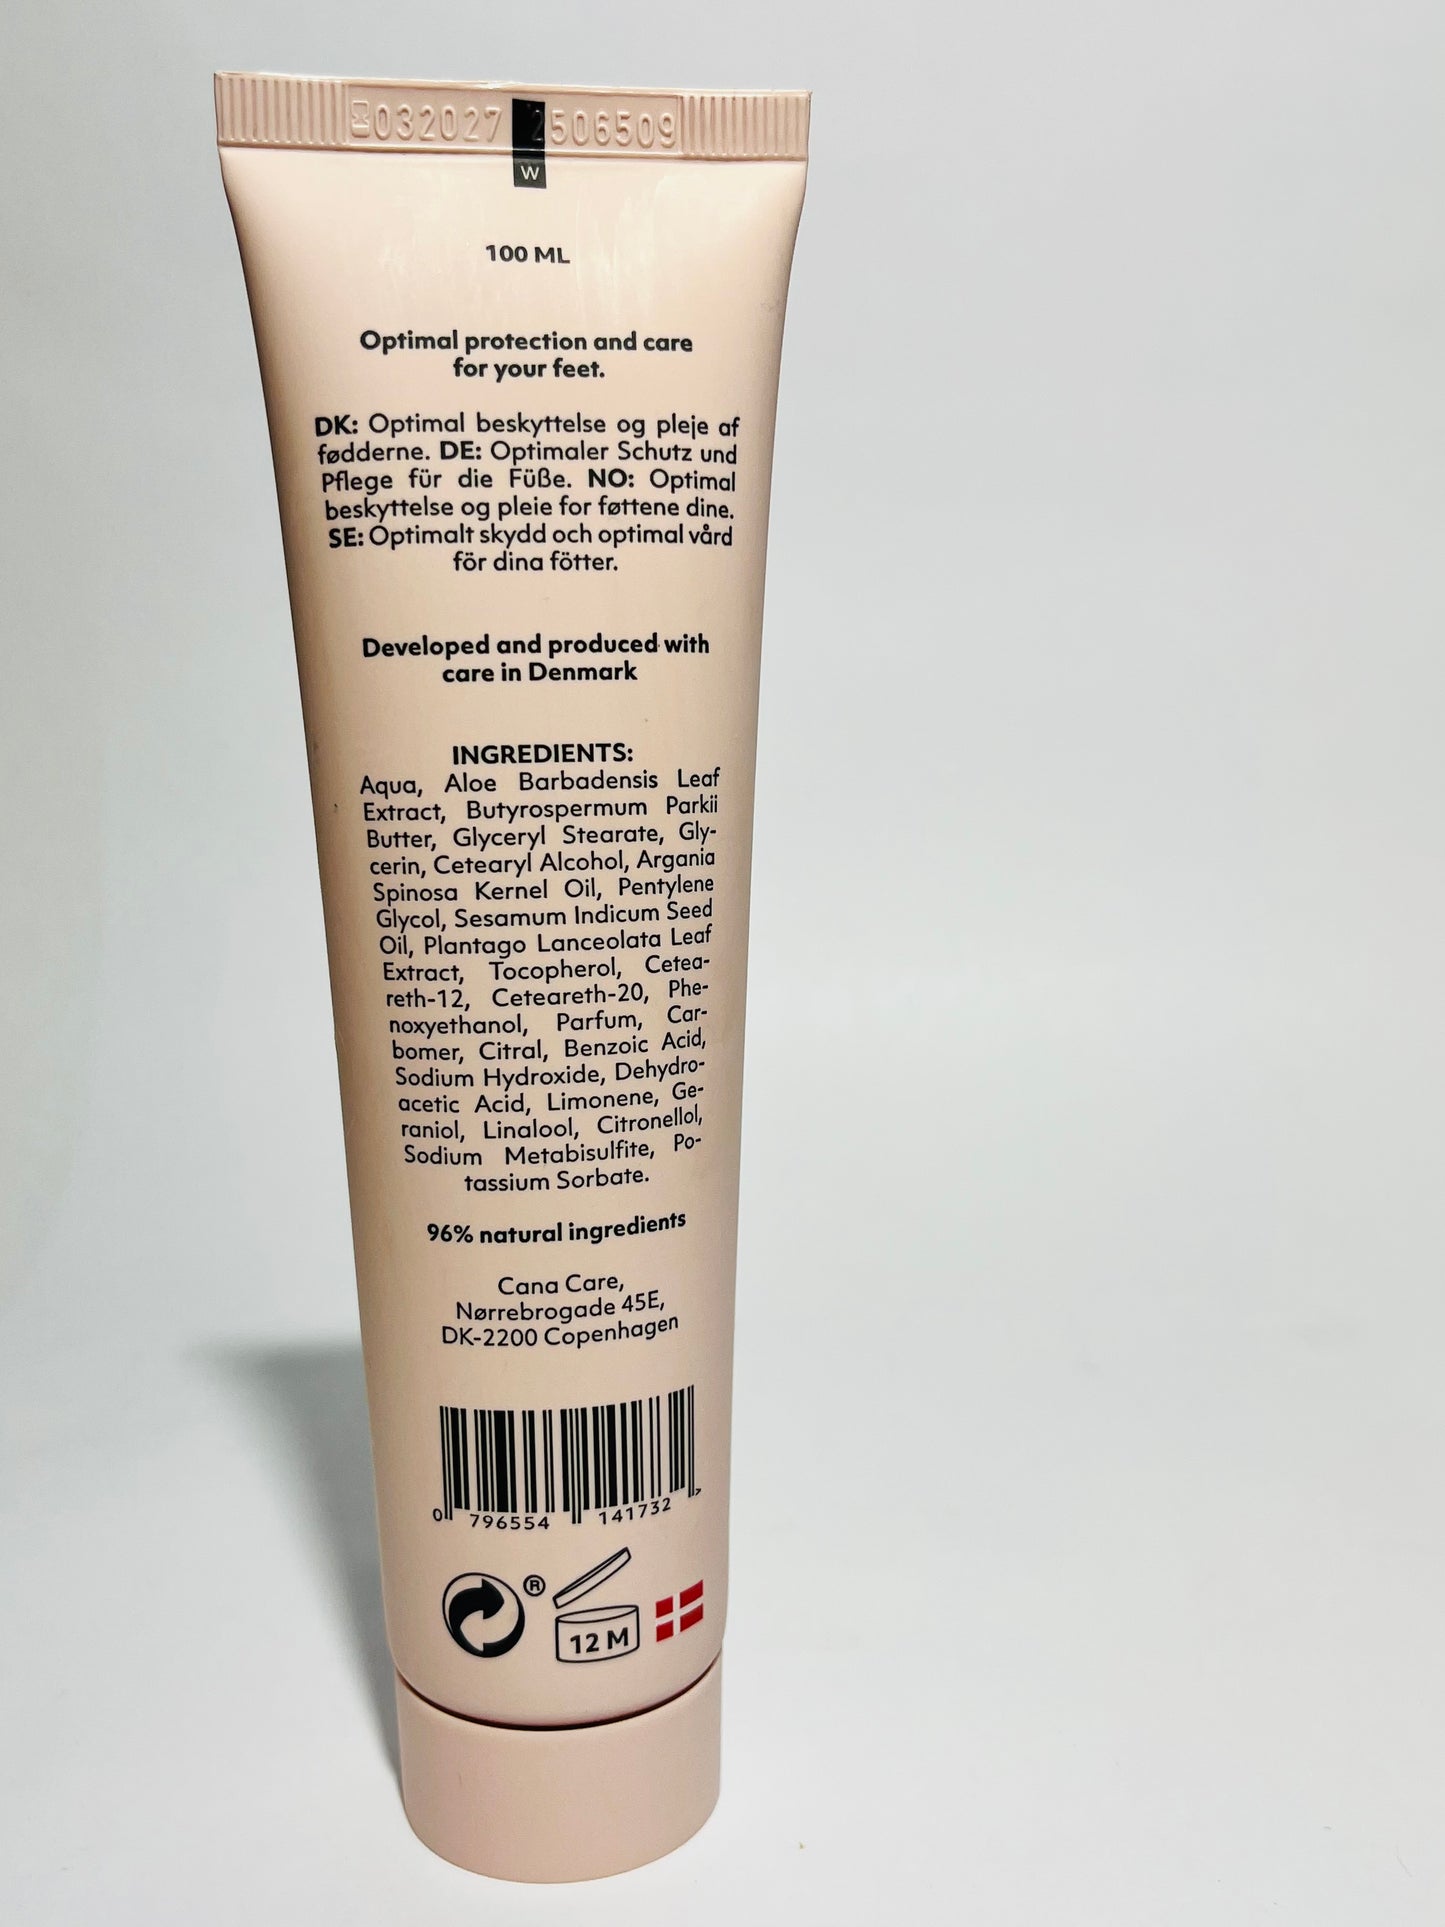 032027 2506509
W
100 ML
Optimal protection and care
for your feet.
DK: Optimal beskyttelse og pleje af
fødderne. DE: Optimaler Schutz und
Pflege für die Füße. NO: Optimal
beskyttelse og pleie for føttene dine.
SE: Optimalt skydd och optimal vård
för dina fötter.
Developed and produced with
care in Denmark
INGREDIENTS:
Aqua, Aloe Barbadensis Leaf
Extract, Butyrospermum Parkii
Butter, Glyceryl Stearate, Gly-
cerin, Cetearyl Alcohol, Argania
Spinosa Kernel Oil, Pentylene
Glycol, Sesamum Indicum Seed
Oil, Plantago Lanceolata Leaf
Extract, Tocopherol, Cetea-
reth-12, Ceteareth-20, Phe-
noxyethanol, Parfum, Car-
bomer, Citral, Benzoic Acid,
Sodium Hydroxide, Dehydro-
acetic Acid, Limonene, Ge-
raniol, Linalool, Citronellol,
Sodium Metabisulfite, Po-
tassium Sorbate.
96% natural ingredients
Cana Care,
Nørrebrogade 45E,
DK-2200 Copenhagen
0 796554 141732 7
®
12 M